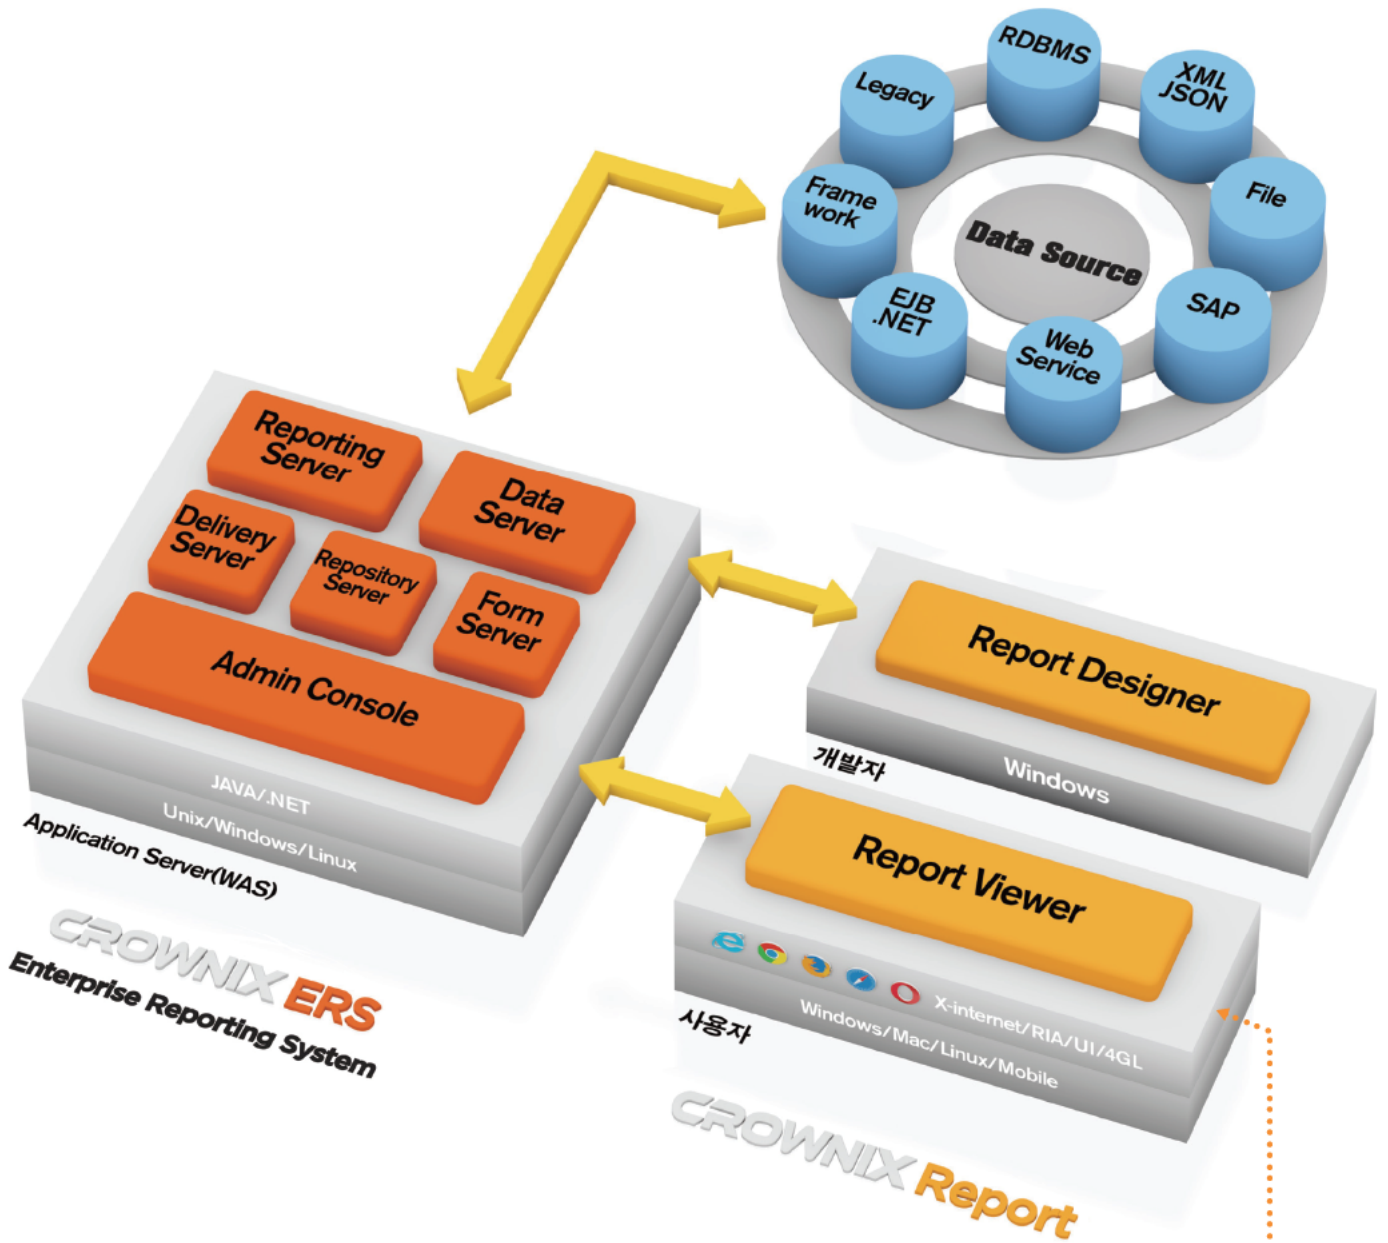 RDBMS
Legacy
XML
JSON
Frame
work
File
Data Source
EJB
.NET
SAP
Web
Service
Reporting
Server
Data
Server
Delivery
Server
Repository
Server
Form
Server
Admin Console
JAVA/.NET
Unix/Windows/Linux
Application Server(WAS)
CROWNIX ERS
Enterprise Reporting System
Report Designer
Windows
개발자
Report Viewer
X-internet/RIA/UI/4GL
Windows/Mac/Linux/Mobile
사용자
CROWNIX Report